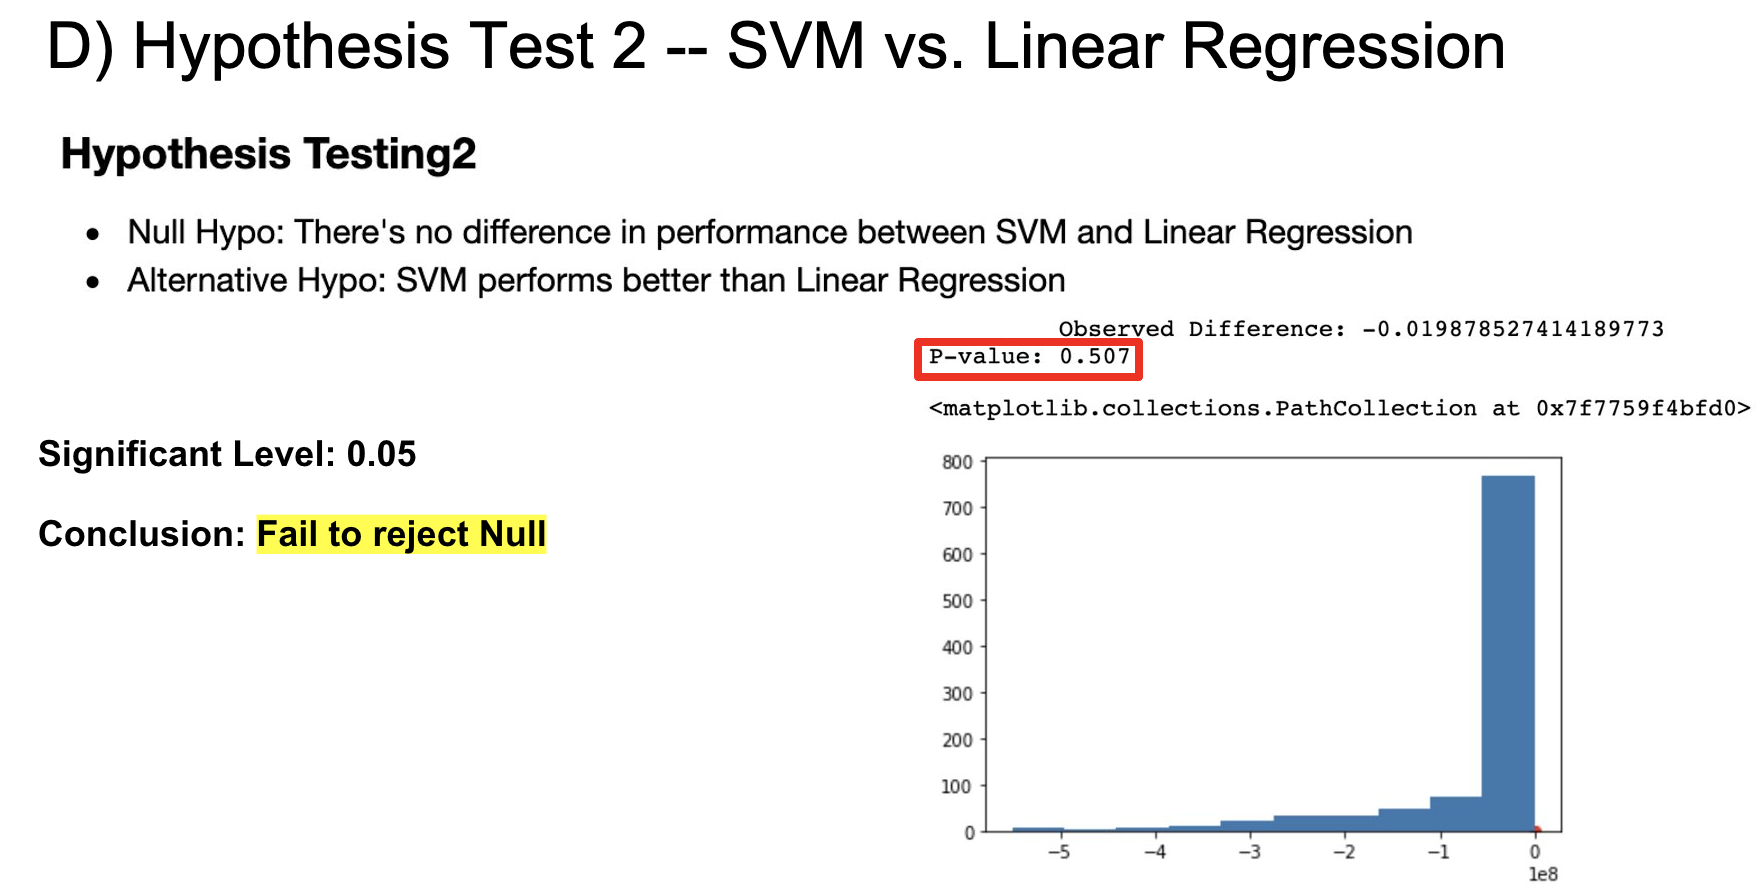 D) Hypothesis Test 2 -- SVM vs. Linear Regression
Hypothesis Testing2
• Null Hypo: There's no difference in performance between SVM and Linear Regression
• Alternative Hypo: SVM performs better than Linear Regression
Observed Difference: -0.019878527414189773
P-value: 0.507
<matplotlib.collections.PathCollection at 0x7f7759f4bfd0>
Significant Level: 0.05
Conclusion: Fail to reject Null
800
700
600
500
400
300
200
100
0
−5 −4 −3 −2 −1 0
1e8